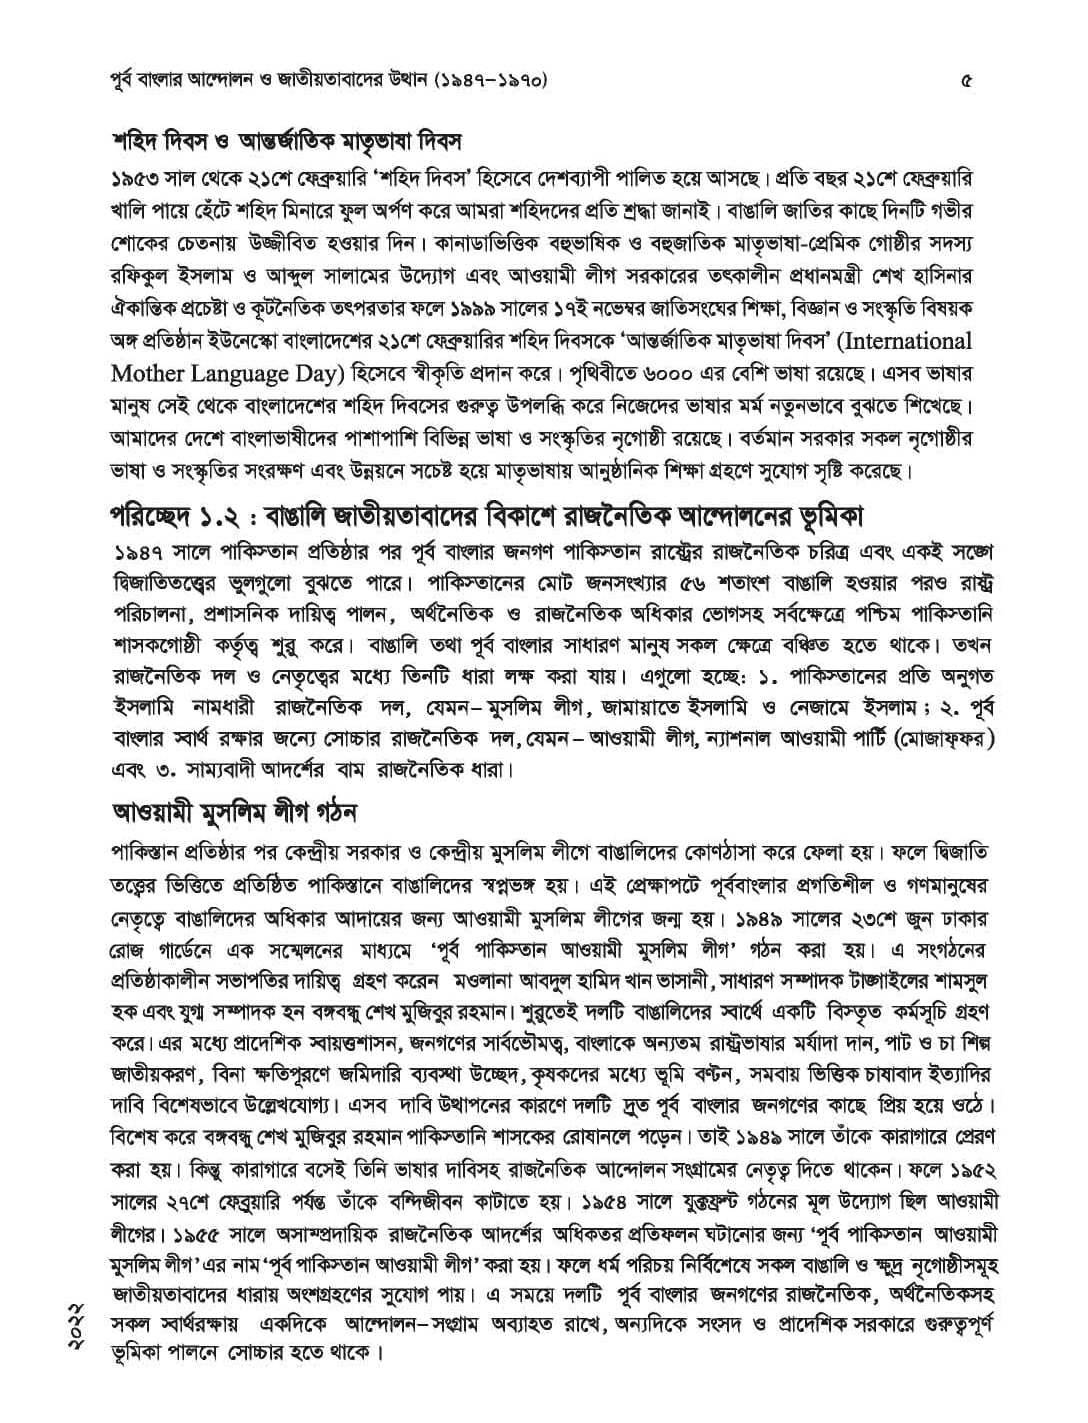 পূর্ব বাংলার আন্দোলন ও জাতীয়তাবাদের উত্থান (১৯৪৭–১৯৭০)
৫
শহিদ দিবস ও আন্তর্জাতিক মাতৃভাষা দিবস
১৯৫৩ সাল থেকে ২১শে ফেব্রুয়ারি ‘শহিদ দিবস’ হিসেবে দেশব্যাপী পালিত হয়ে আসছে। প্রতি বছর ২১শে ফেব্রুয়ারি
খালি পায়ে হেঁটে শহিদ মিনারে ফুল অর্পণ করে আমরা শহিদদের প্রতি শ্রদ্ধা জানাই। বাঙালি জাতির কাছে দিনটি গভীর
শোকের চেতনায় উজ্জীবিত হওয়ার দিন। কানাডাভিত্তিক বহুভাষিক ও বহুজাতিক মাতৃভাষা-প্রেমিক গোষ্ঠীর সদস্য
রফিকুল ইসলাম ও আব্দুল সালামের উদ্যোগ এবং আওয়ামী লীগ সরকারের তৎকালীন প্রধানমন্ত্রী শেখ হাসিনার
ঐকান্তিক প্রচেষ্টা ও কূটনৈতিক তৎপরতার ফলে ১৯৯৯ সালের ১৭ই নভেম্বর জাতিসংঘের শিক্ষা, বিজ্ঞান ও সংস্কৃতি বিষয়ক
অঙ্গ প্রতিষ্ঠান ইউনেস্কো বাংলাদেশের ২১শে ফেব্রুয়ারির শহিদ দিবসকে ‘আন্তর্জাতিক মাতৃভাষা দিবস’ (International
Mother Language Day) হিসেবে স্বীকৃতি প্রদান করে। পৃথিবীতে ৬০০০ এর বেশি ভাষা রয়েছে। এসব ভাষার
মানুষ সেই থেকে বাংলাদেশের শহিদ দিবসের গুরুত্ব উপলব্ধি করে নিজেদের ভাষার মর্ম নতুনভাবে বুঝতে শিখেছে।
আমাদের দেশে বাংলাভাষীদের পাশাপাশি বিভিন্ন ভাষা ও সংস্কৃতির নৃগোষ্ঠী রয়েছে। বর্তমান সরকার সকল নৃগোষ্ঠীর
ভাষা ও সংস্কৃতির সংরক্ষণ এবং উন্নয়নে সচেষ্ট হয়ে মাতৃভাষায় আনুষ্ঠানিক শিক্ষা গ্রহণে সুযোগ সৃষ্টি করেছে।
পরিচ্ছেদ ১.২ : বাঙালি জাতীয়তাবাদের বিকাশে রাজনৈতিক আন্দোলনের ভূমিকা
১৯৪৭ সালে পাকিস্তান প্রতিষ্ঠার পর পূর্ব বাংলার জনগণ পাকিস্তান রাষ্ট্রের রাজনৈতিক চরিত্র এবং একই সঙ্গে
দ্বিজাতিতত্ত্বের ভুলগুলো বুঝতে পারে। পাকিস্তানের মোট জনসংখ্যার ৫৬ শতাংশ বাঙালি হওয়ার পরও রাষ্ট্র
পরিচালনা, প্রশাসনিক দায়িত্ব পালন, অর্থনৈতিক ও রাজনৈতিক অধিকার ভোগসহ সর্বক্ষেত্রে পশ্চিম পাকিস্তানি
শাসকগোষ্ঠী কর্তৃত্ব শুরু করে। বাঙালি তথা পূর্ব বাংলার সাধারণ মানুষ সকল ক্ষেত্রে বঞ্চিত হতে থাকে। তখন
রাজনৈতিক দল ও নেতৃত্বের মধ্যে তিনটি ধারা লক্ষ করা যায়। এগুলো হচ্ছে: ১. পাকিস্তানের প্রতি অনুগত
ইসলামি নামধারী রাজনৈতিক দল, যেমন– মুসলিম লীগ, জামায়াতে ইসলামি ও নেজামে ইসলাম ; ২. পূর্ব
বাংলার স্বার্থ রক্ষার জন্যে সোচ্চার রাজনৈতিক দল, যেমন– আওয়ামী লীগ, ন্যাশনাল আওয়ামী পার্টি (মোজাফ্ফর)
এবং ৩. সাম্যবাদী আদর্শের বাম রাজনৈতিক ধারা।
আওয়ামী মুসলিম লীগ গঠন
পাকিস্তান প্রতিষ্ঠার পর কেন্দ্রীয় সরকার ও কেন্দ্রীয় মুসলিম লীগে বাঙালিদের কোণঠাসা করে ফেলা হয়। ফলে দ্বিজাতি
তত্ত্বের ভিত্তিতে প্রতিষ্ঠিত পাকিস্তানে বাঙালিদের স্বপ্নভঙ্গ হয়। এই প্রেক্ষাপটে পূর্ববাংলার প্রগতিশীল ও গণমানুষের
নেতৃত্বে বাঙালিদের অধিকার আদায়ের জন্য আওয়ামী মুসলিম লীগের জন্ম হয়। ১৯৪৯ সালের ২৩শে জুন ঢাকার
রোজ গার্ডেনে এক সম্মেলনের মাধ্যমে ‘পূর্ব পাকিস্তান আওয়ামী মুসলিম লীগ’ গঠন করা হয়। এ সংগঠনের
প্রতিষ্ঠাকালীন সভাপতির দায়িত্ব গ্রহণ করেন মওলানা আবদুল হামিদ খান ভাসানী, সাধারণ সম্পাদক টাঙ্গাইলের শামসুল
হক এবং যুগ্ম সম্পাদক হন বঙ্গবন্ধু শেখ মুজিবুর রহমান। শুরুতেই দলটি বাঙালিদের স্বার্থে একটি বিস্তৃত কর্মসূচি গ্রহণ
করে। এর মধ্যে প্রাদেশিক স্বায়ত্তশাসন, জনগণের সার্বভৌমত্ব, বাংলাকে অন্যতম রাষ্ট্রভাষার মর্যাদা দান, পাট ও চা শিল্প
জাতীয়করণ, বিনা ক্ষতিপূরণে জমিদারি ব্যবস্থা উচ্ছেদ, কৃষকদের মধ্যে ভূমি বণ্টন, সমবায় ভিত্তিক চাষাবাদ ইত্যাদির
দাবি বিশেষভাবে উল্লেখযোগ্য। এসব দাবি উত্থাপনের কারণে দলটি দ্রুত পূর্ব বাংলার জনগণের কাছে প্রিয় হয়ে ওঠে।
বিশেষ করে বঙ্গবন্ধু শেখ মুজিবুর রহমান পাকিস্তানি শাসকের রোষানলে পড়েন। তাই ১৯৪৯ সালে তাঁকে কারাগারে প্রেরণ
করা হয়। কিন্তু কারাগারে বসেই তিনি ভাষার দাবিসহ রাজনৈতিক আন্দোলন সংগ্রামের নেতৃত্ব দিতে থাকেন। ফলে ১৯৫২
সালের ২৭শে ফেব্রুয়ারি পর্যন্ত তাঁকে বন্দিজীবন কাটাতে হয়। ১৯৫৪ সালে যুক্তফ্রন্ট গঠনের মূল উদ্যোগ ছিল আওয়ামী
লীগের। ১৯৫৫ সালে অসাম্প্রদায়িক রাজনৈতিক আদর্শের অধিকতর প্রতিফলন ঘটানোর জন্য ‘পূর্ব পাকিস্তান আওয়ামী
মুসলিম লীগ’ এর নাম ‘পূর্ব পাকিস্তান আওয়ামী লীগ’ করা হয়। ফলে ধর্ম পরিচয় নির্বিশেষে সকল বাঙালি ও ক্ষুদ্র নৃগোষ্ঠীসমূহ
জাতীয়তাবাদের ধারায় অংশগ্রহণের সুযোগ পায়। এ সময়ে দলটি পূর্ব বাংলার জনগণের রাজনৈতিক, অর্থনৈতিকসহ
সকল স্বার্থরক্ষায় একদিকে আন্দোলন–সংগ্রাম অব্যাহত রাখে, অন্যদিকে সংসদ ও প্রাদেশিক সরকারে গুরুত্বপূর্ণ
ভূমিকা পালনে সোচ্চার হতে থাকে।
২০২২